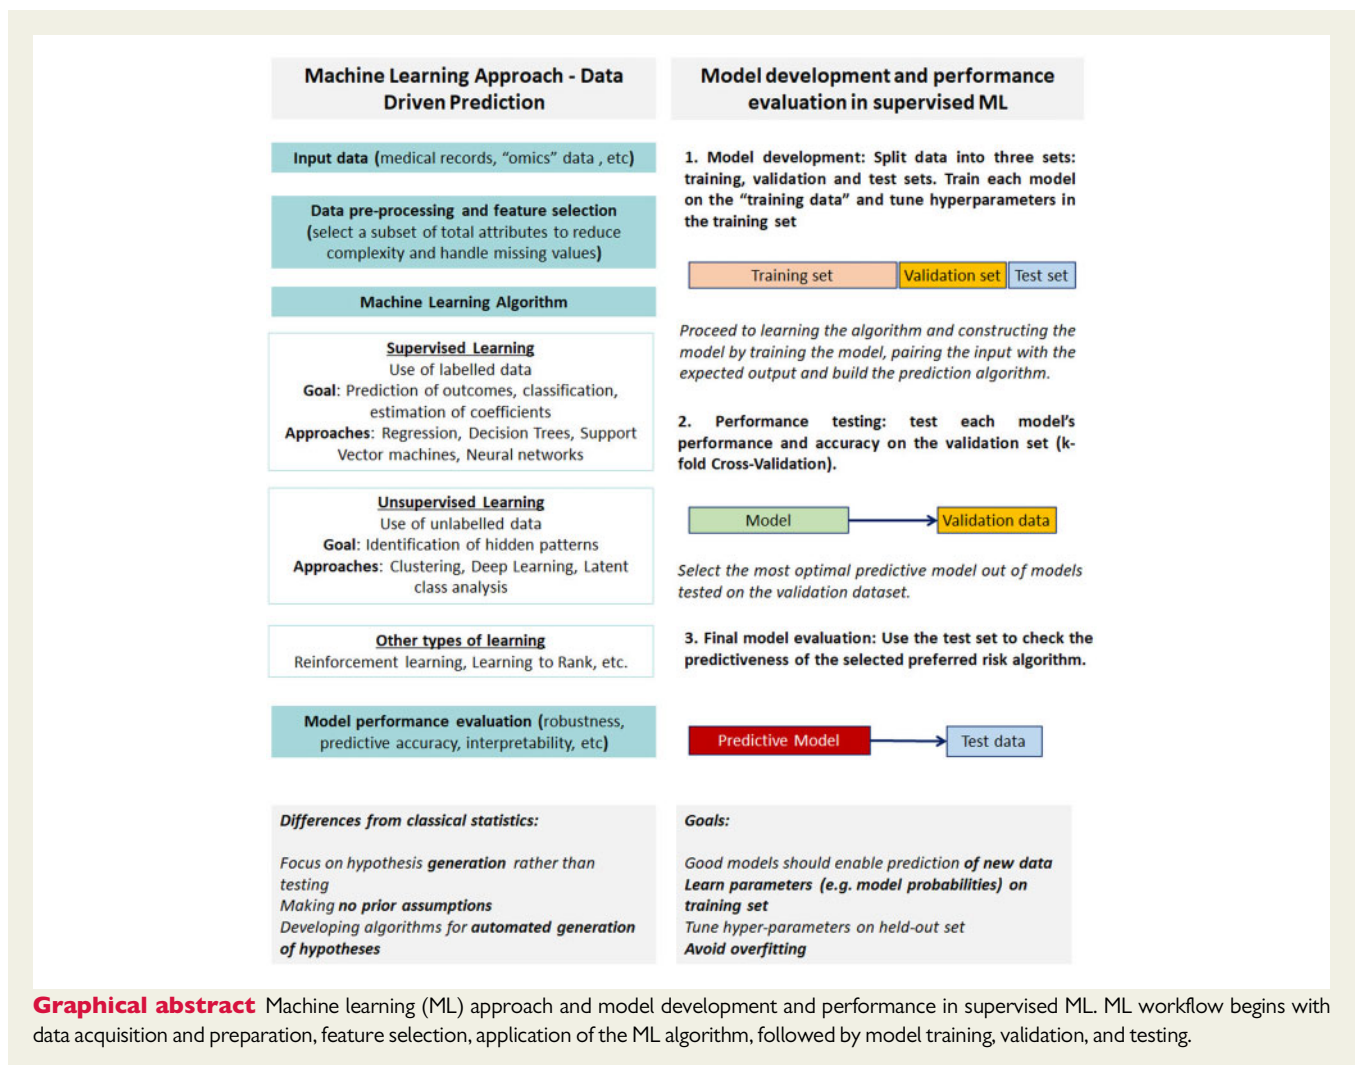 Machine Learning Approach - Data
Driven Prediction
Input data (medical records, “omics” data , etc)
Data pre-processing and feature selection
(select a subset of total attributes to reduce
complexity and handle missing values)
Machine Learning Algorithm
Supervised Learning
Use of labelled data
Goal: Prediction of outcomes, classification,
estimation of coefficients
Approaches: Regression, Decision Trees, Support
Vector machines, Neural networks
Unsupervised Learning
Use of unlabelled data
Goal: Identification of hidden patterns
Approaches: Clustering, Deep Learning, Latent
class analysis
Other types of learning
Reinforcement learning, Learning to Rank, etc.
Model performance evaluation (robustness,
predictive accuracy, interpretability, etc)
Differences from classical statistics:
Focus on hypothesis generation rather than
testing
Making no prior assumptions
Developing algorithms for automated generation
of hypotheses
Model development and performance
evaluation in supervised ML
1. Model development: Split data into three sets:
training, validation and test sets. Train each model
on the “training data” and tune hyperparameters in
the training set
Training set
Validation set
Test set
Proceed to learning the algorithm and constructing the
model by training the model, pairing the input with the
expected output and build the prediction algorithm.
2. Performance testing: test each model’s
performance and accuracy on the validation set (k-
fold Cross-Validation).
Model
Validation data
Select the most optimal predictive model out of models
tested on the validation dataset.
3. Final model evaluation: Use the test set to check the
predictiveness of the selected preferred risk algorithm.
Predictive Model
Test data
Goals:
Good models should enable prediction of new data
Learn parameters (e.g. model probabilities) on
training set
Tune hyper-parameters on held-out set
Avoid overfitting
Graphical abstract Machine learning (ML) approach and model development and performance in supervised ML. ML workflow begins with
data acquisition and preparation, feature selection, application of the ML algorithm, followed by model training, validation, and testing.